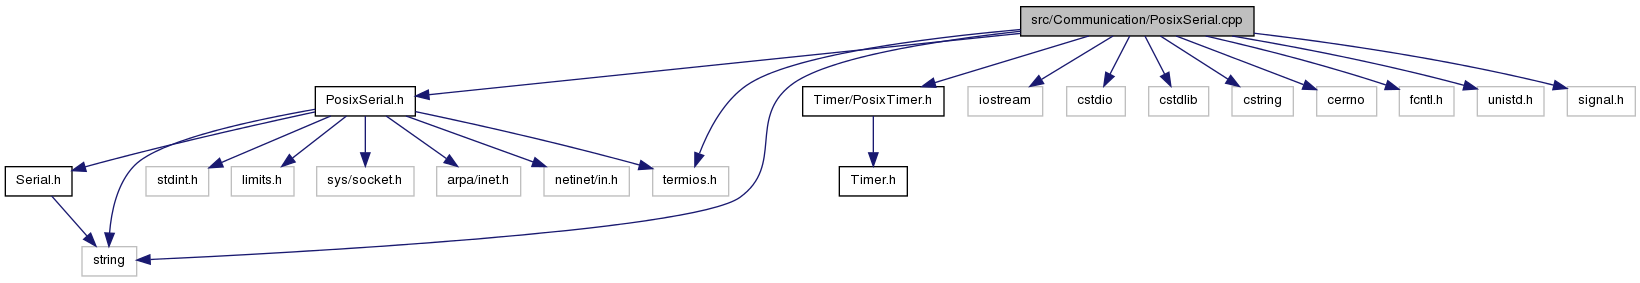 src/Communication/PosixSerial.cpp
PosixSerial.h
Timer/PosixTimer.h
iostream
cstdio
cstdlib
cstring
cerrno
fcntl.h
unistd.h
signal.h
Serial.h
stdint.h
limits.h
sys/socket.h
arpa/inet.h
netinet/in.h
termios.h
Timer.h
string